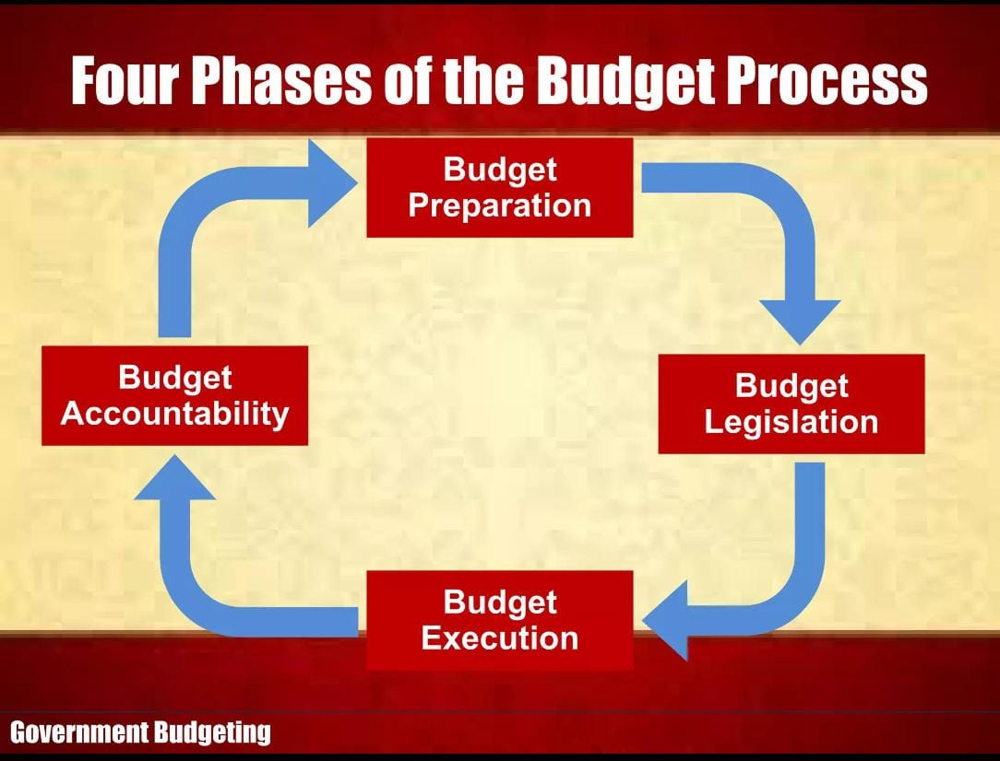 Four Phases of the Budget Process
Budget
Preparation
Budget
Accountability
Budget
Legislation
Budget
Execution
Government Budgeting